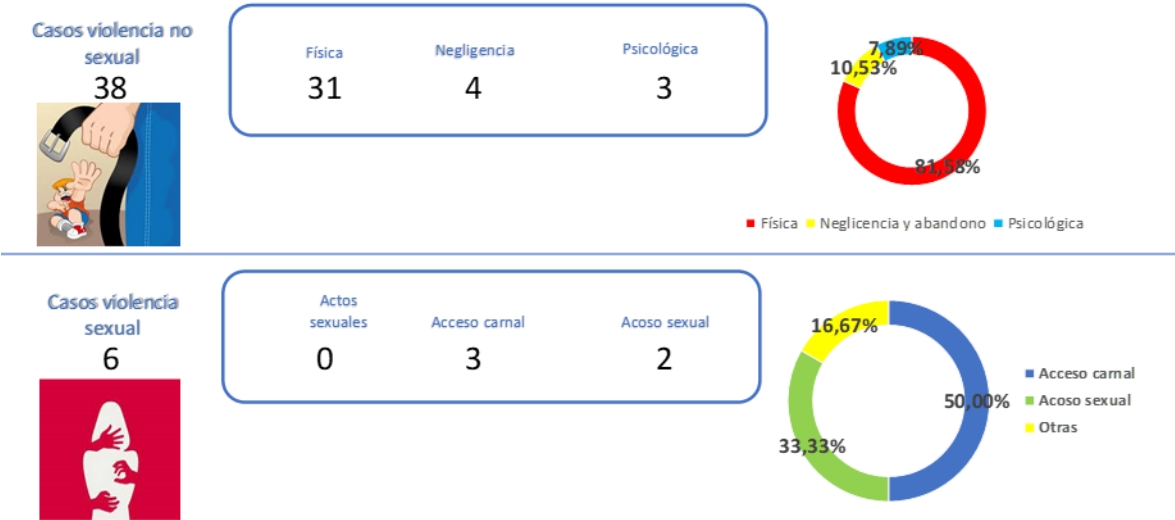 Casos violencia no
sexual
38
Física
Negligencia
Psicológica
31
4
3
7,89%
10,53%
81,58%
Física
Neglicencia y abandono
Psicológica
Casos violencia
sexual
6
Actos
sexuales
Acceso carnal
Acoso sexual
0
3
2
16,67%
50,00%
33,33%
Acceso carnal
Acoso sexual
Otras